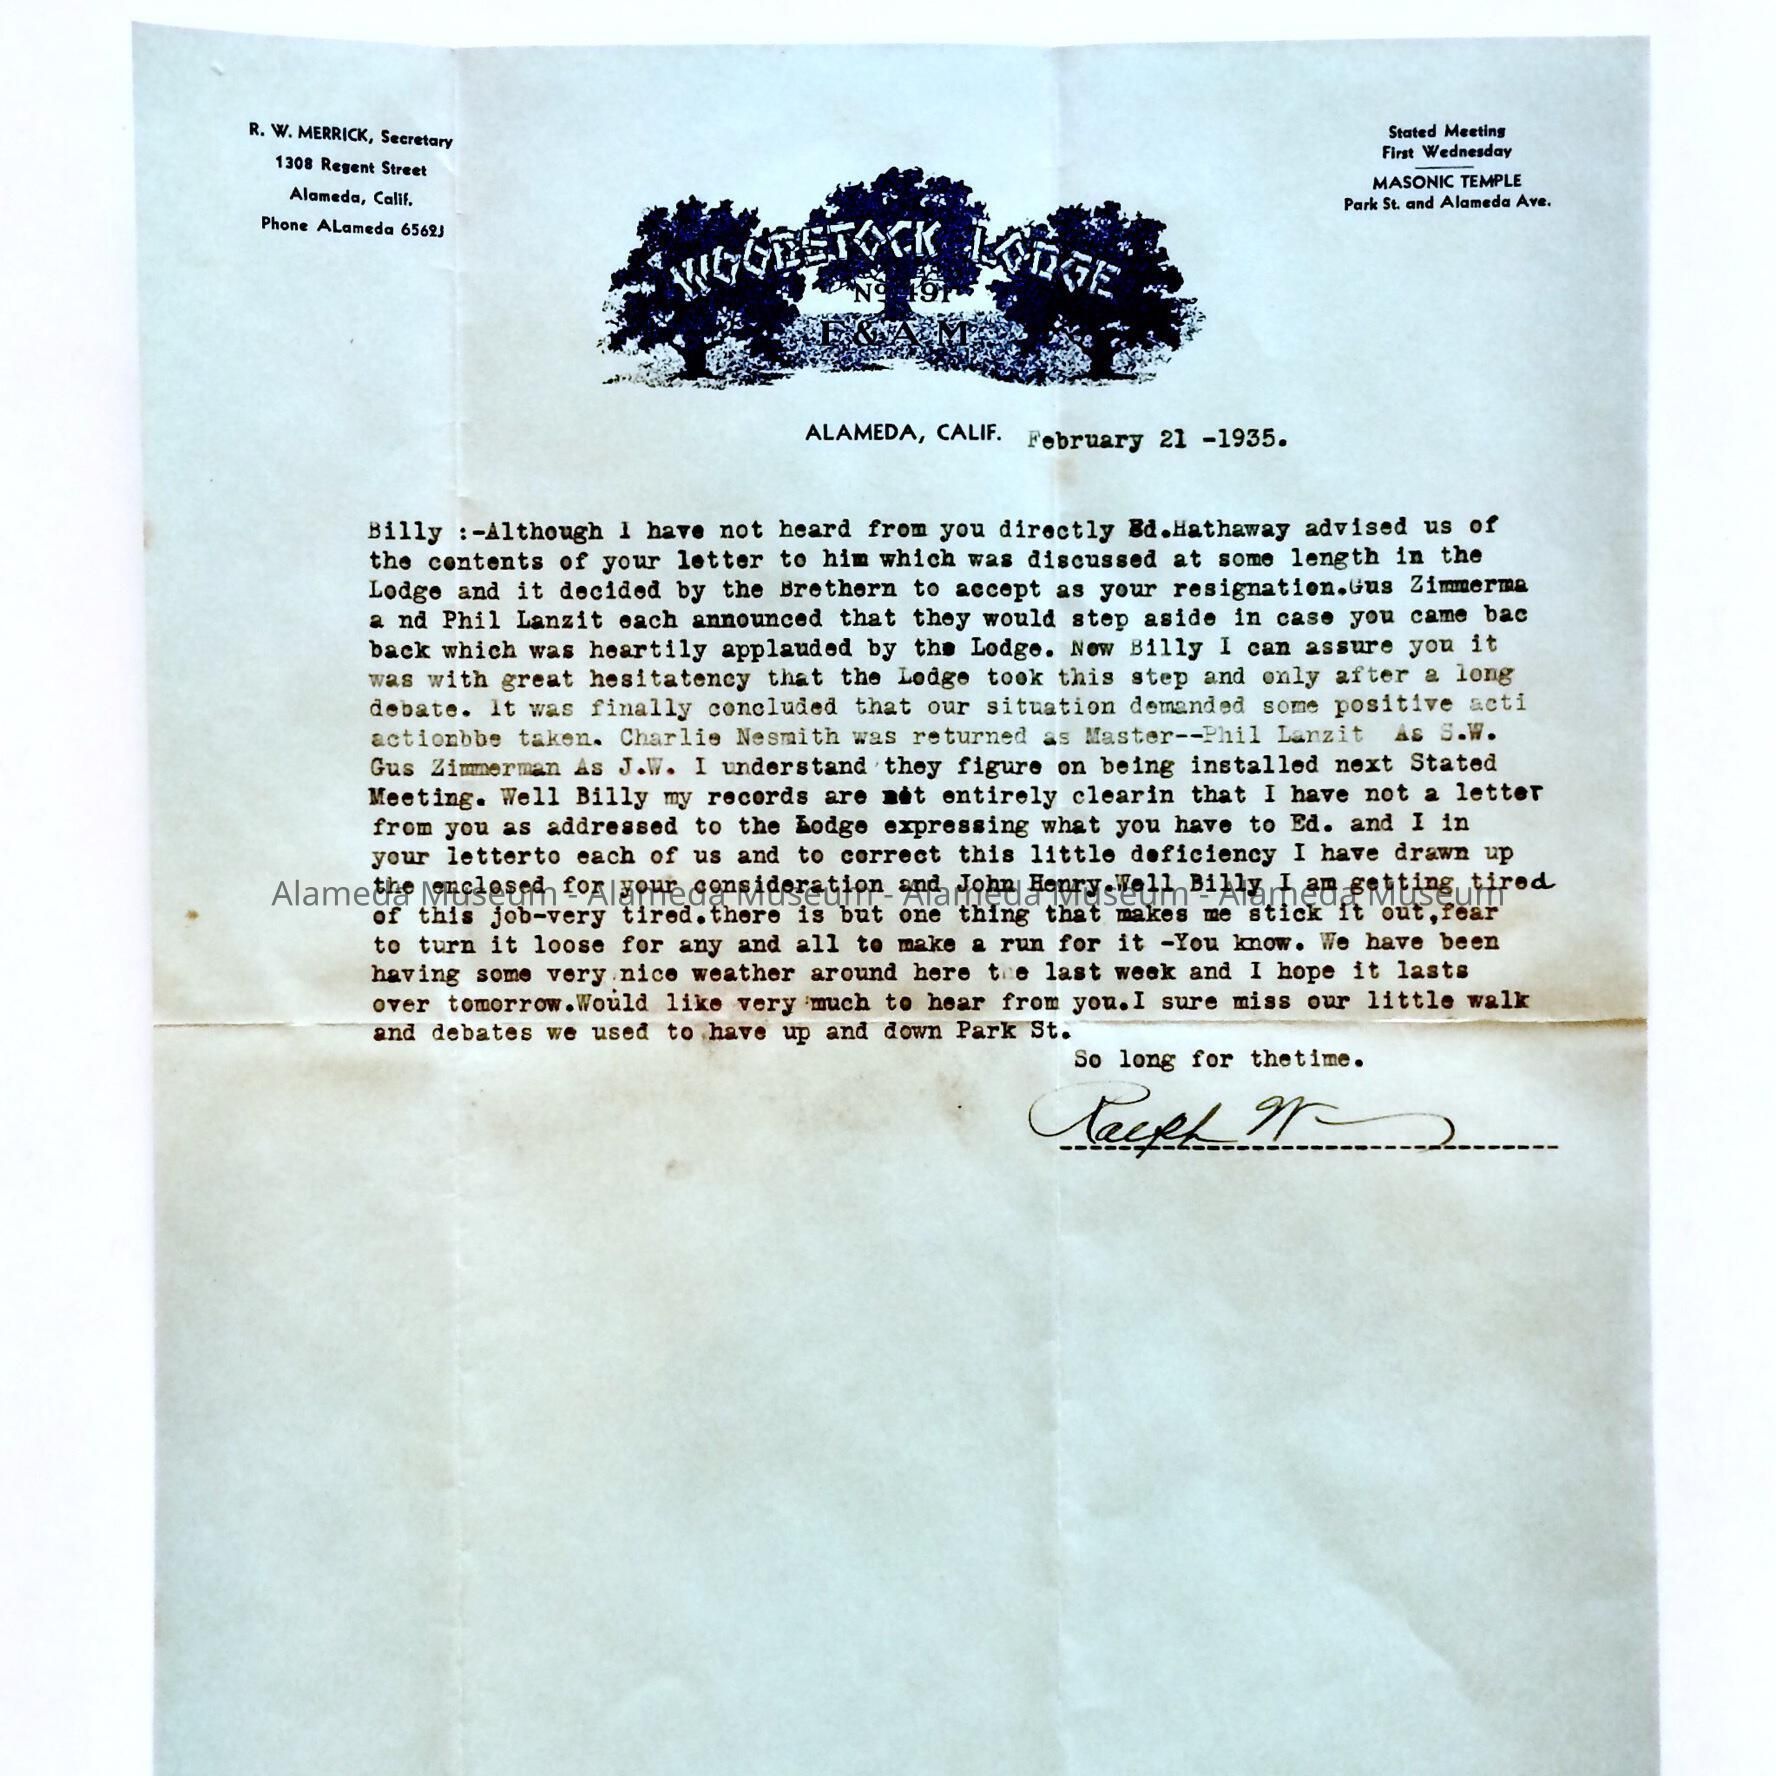 R. W. MERRICK, Secretary
1308 Regent Street
Alameda, Calif.
Phone ALameda 6562J
Stated Meeting
First Wednesday
MASONIC TEMPLE
Park St. and Alameda Ave.
WOODSTOCK LODGE
No 491
F & A M
ALAMEDA, CALIF. February 21 -1935.
Billy :-Although I have not heard from you directly Ed.Hathaway advised us of
the contents of your letter to him which was discussed at some length in the
Lodge and it decided by the Brethern to accept as your resignation.Gus Zimmerma
a nd Phil Lanzit each announced that they would step aside in case you came bac
back which was heartily applauded by the Lodge. Now Billy I can assure you it
was with great hesitatency that the Lodge took this step and only after a long
debate. It was finally concluded that our situation demanded some positive acti
actionbbe taken. Charlie Nesmith was returned as Master--Phil Lanzit As S.W.
Gus Zimmerman As J.W. I understand they figure on being installed next Stated
Meeting. Well Billy my records are not entirely clearin that I have not a letter
from you as addressed to the Lodge expressing what you have to Ed. and I in
your letterto each of us and to correct this little deficiency I have drawn up
the enclosed for your consideration and John Henry.Well Billy I am getting tired
Alameda Museum - Alameda Museum - Alameda Museum - Alameda Museum
of this job-very tired.there is but one thing that makes me stick it out,fear
to turn it loose for any and all to make a run for it -You know. We have been
having some very nice weather around here the last week and I hope it lasts
over tomorrow.Would like very much to hear from you.I sure miss our little walk
and debates we used to have up and down Park St.
So long for thetime.
Ralph W